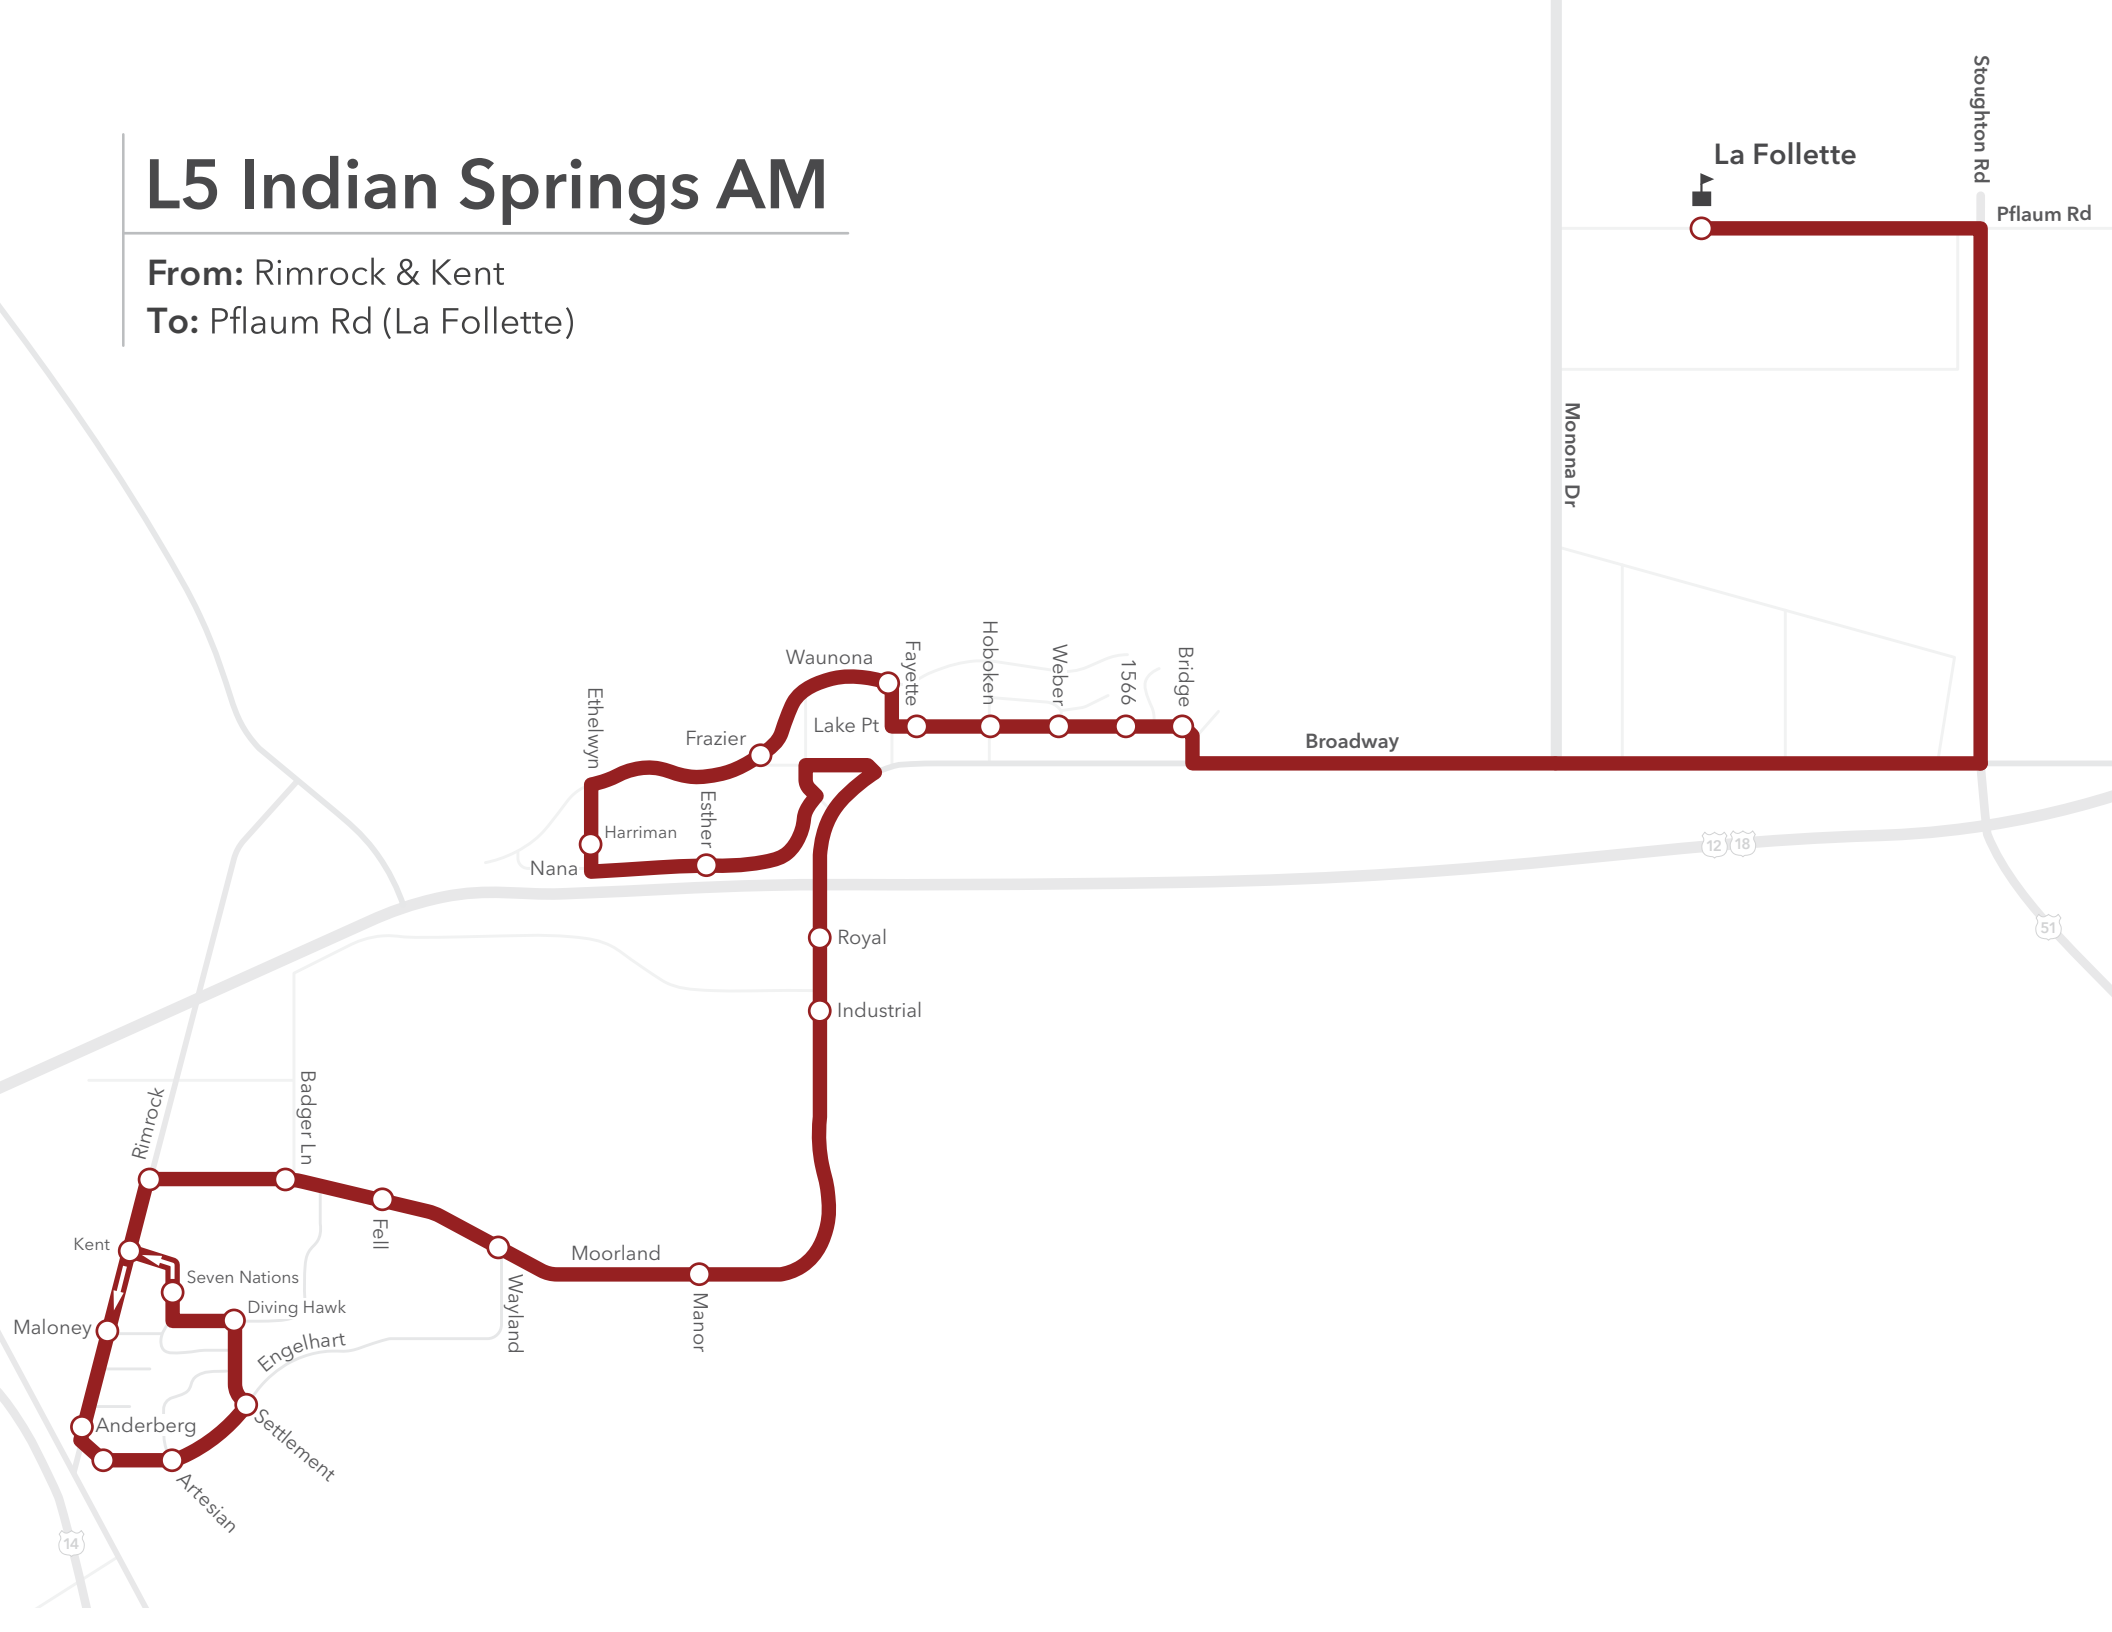 L5 Indian Springs AM
From: Rimrock & Kent
To: Pflaum Rd (La Follette)
Stoughton Rd
La Follette
Pflaum Rd
Monona Dr
Waunona
Fayette
Hoboken
Weber
1566
Bridge
Ethelwyn
Lake Pt
Frazier
Broadway
Esther
Harriman
Nana
12
18
51
Royal
Industrial
Rimrock
Badger Ln
Fell
Kent
Moorland
Seven Nations
Wayland
Manor
Diving Hawk
Maloney
Engelhart
Anderberg
Settlement
Artesian
14